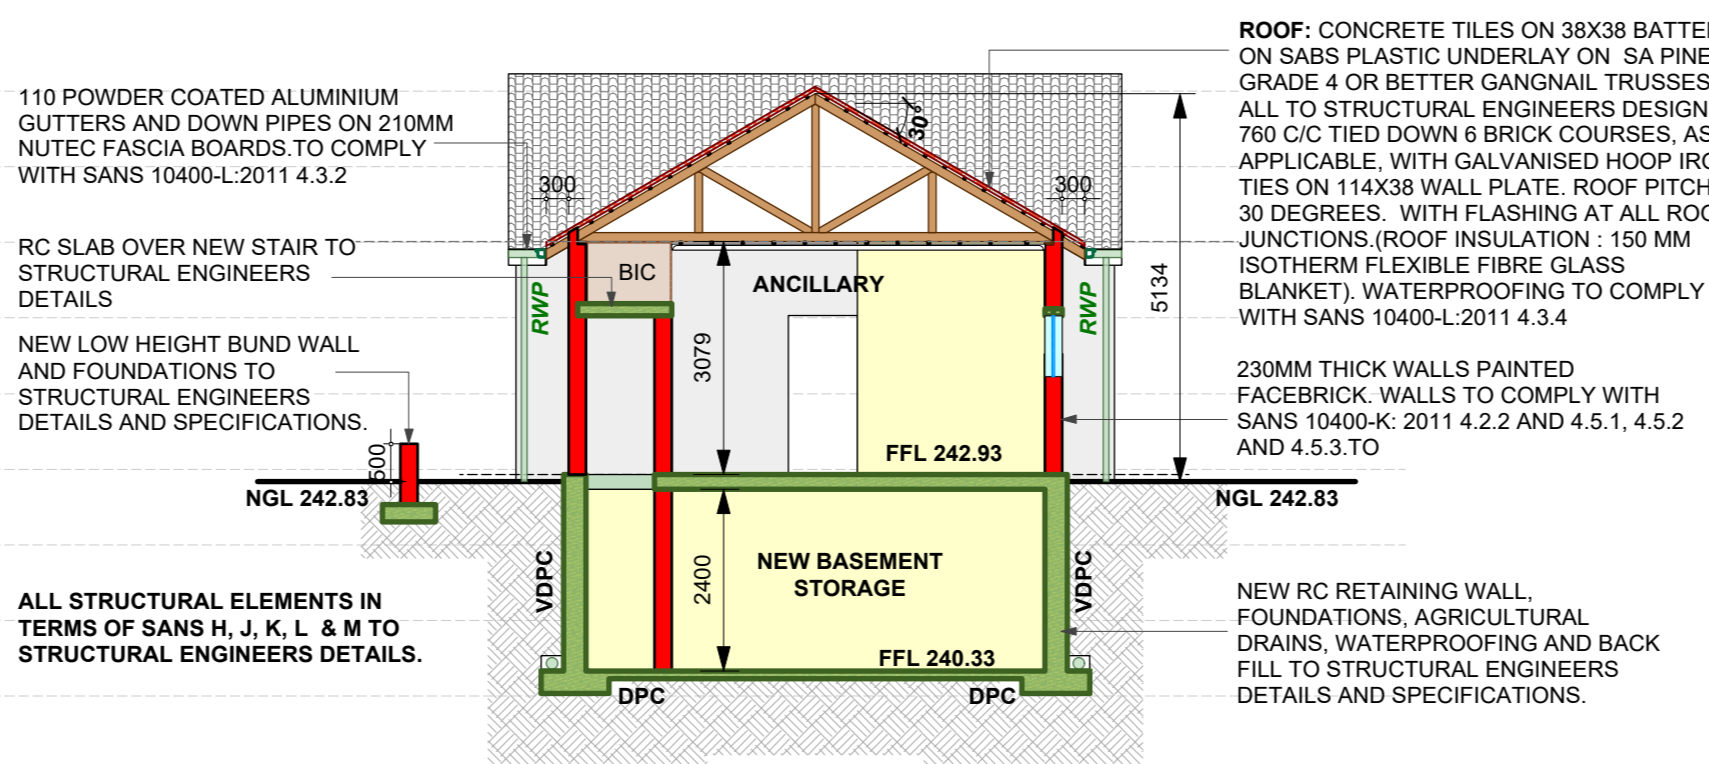 110 POWDER COATED ALUMINIUM
GUTTERS AND DOWN PIPES ON 210MM
NUTEC FASCIA BOARDS.TO COMPLY
WITH SANS 10400-L:2011 4.3.2
RC SLAB OVER NEW STAIR TO
STRUCTURAL ENGINEERS
DETAILS
NEW LOW HEIGHT BUND WALL
AND FOUNDATIONS TO
STRUCTURAL ENGINEERS
DETAILS AND SPECIFICATIONS.
500
NGL 242.83
ALL STRUCTURAL ELEMENTS IN
TERMS OF SANS H, J, K, L & M TO
STRUCTURAL ENGINEERS DETAILS.
30°
300
300
BIC
ANCILLARY
RWP
RWP
3079
5134
FFL 242.93
NGL 242.83
VDPC
VDPC
2400
NEW BASEMENT
STORAGE
FFL 240.33
DPC
DPC
ROOF: CONCRETE TILES ON 38X38 BATTE
ON SABS PLASTIC UNDERLAY ON SA PINE
GRADE 4 OR BETTER GANGNAIL TRUSSES
ALL TO STRUCTURAL ENGINEERS DESIGN
760 C/C TIED DOWN 6 BRICK COURSES, AS
APPLICABLE, WITH GALVANISED HOOP IRO
TIES ON 114X38 WALL PLATE. ROOF PITCH
30 DEGREES. WITH FLASHING AT ALL ROO
JUNCTIONS.(ROOF INSULATION : 150 MM
ISOTHERM FLEXIBLE FIBRE GLASS
BLANKET). WATERPROOFING TO COMPLY
WITH SANS 10400-L:2011 4.3.4
230MM THICK WALLS PAINTED
FACEBRICK. WALLS TO COMPLY WITH
SANS 10400-K: 2011 4.2.2 AND 4.5.1, 4.5.2
AND 4.5.3.TO
NEW RC RETAINING WALL,
FOUNDATIONS, AGRICULTURAL
DRAINS, WATERPROOFING AND BACK
FILL TO STRUCTURAL ENGINEERS
DETAILS AND SPECIFICATIONS.